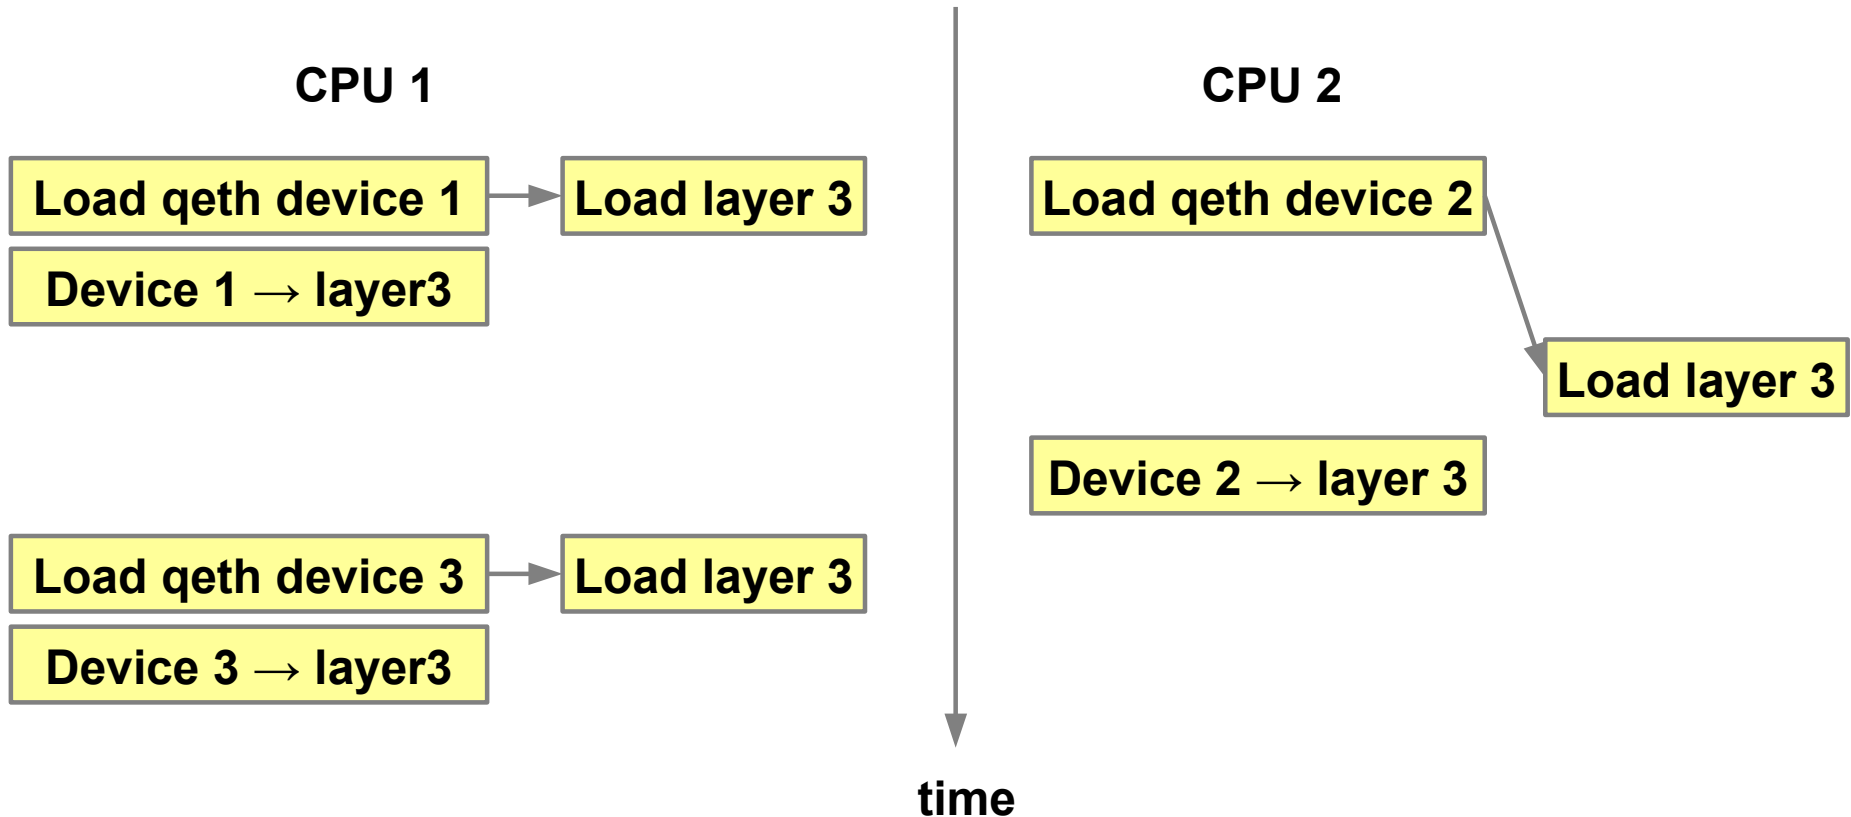 CPU 1
CPU 2
Load qeth device 1
Load layer 3
Load qeth device 2
Device 1 → layer3
Load layer 3
Device 2 → layer 3
Load qeth device 3
Load layer 3
Device 3 → layer3
time